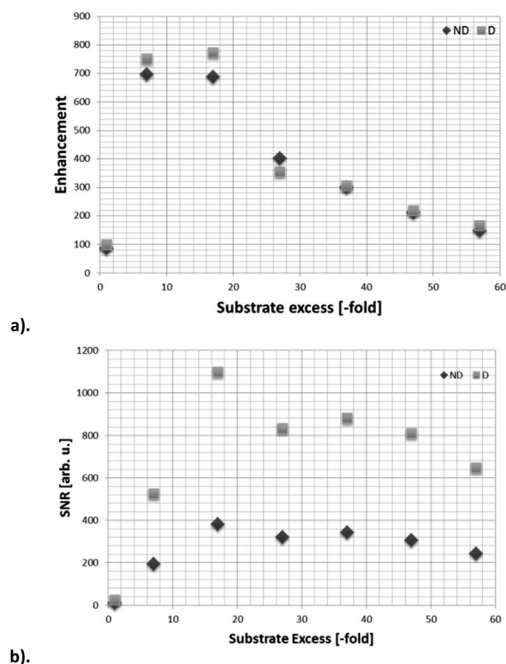 900
800
700
600
500
400
300
200
100
0
Enhancement
ND D
0 10 20 30 40 50 60
Substrate excess [-fold]
a).
1200
1000
800
600
400
200
0
SNR [arb. u.]
ND D
0 10 20 30 40 50 60
Substrate Excess [-fold]
b).